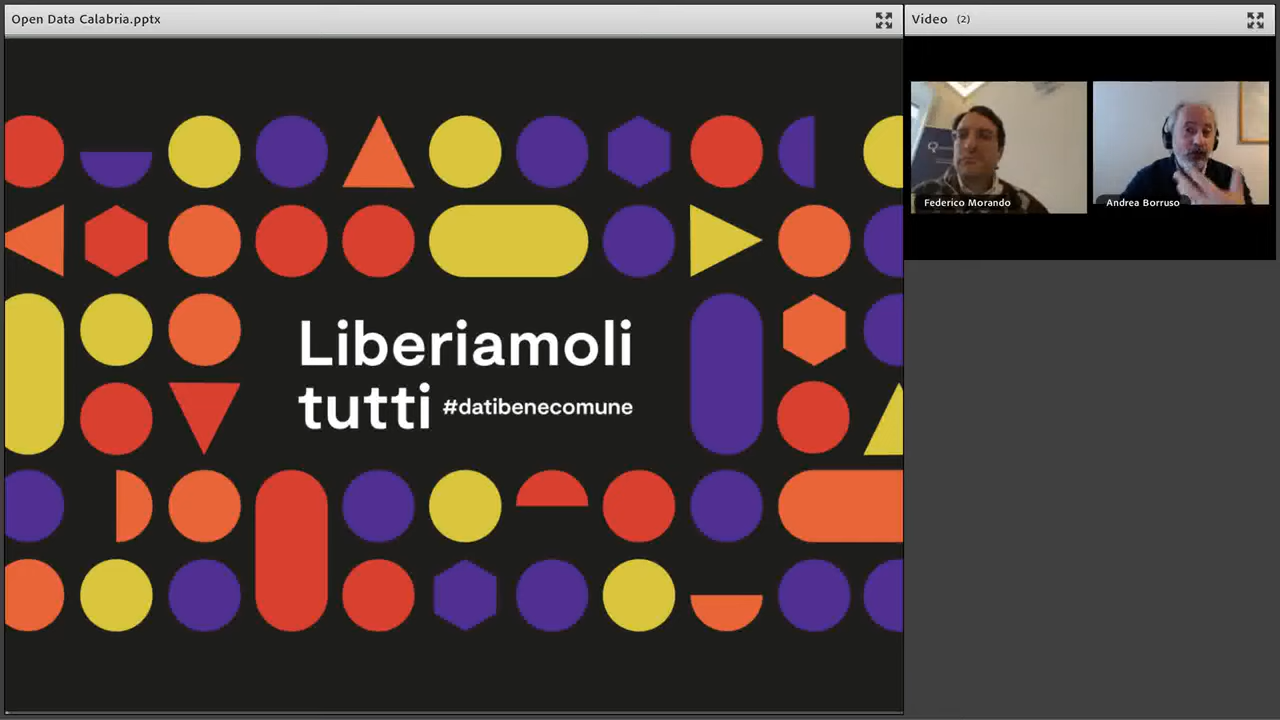 Open Data Calabria.pptx
Video (2)
Federico Morando
Andrea Borruso
Liberiamoli
tutti #datibenecomune